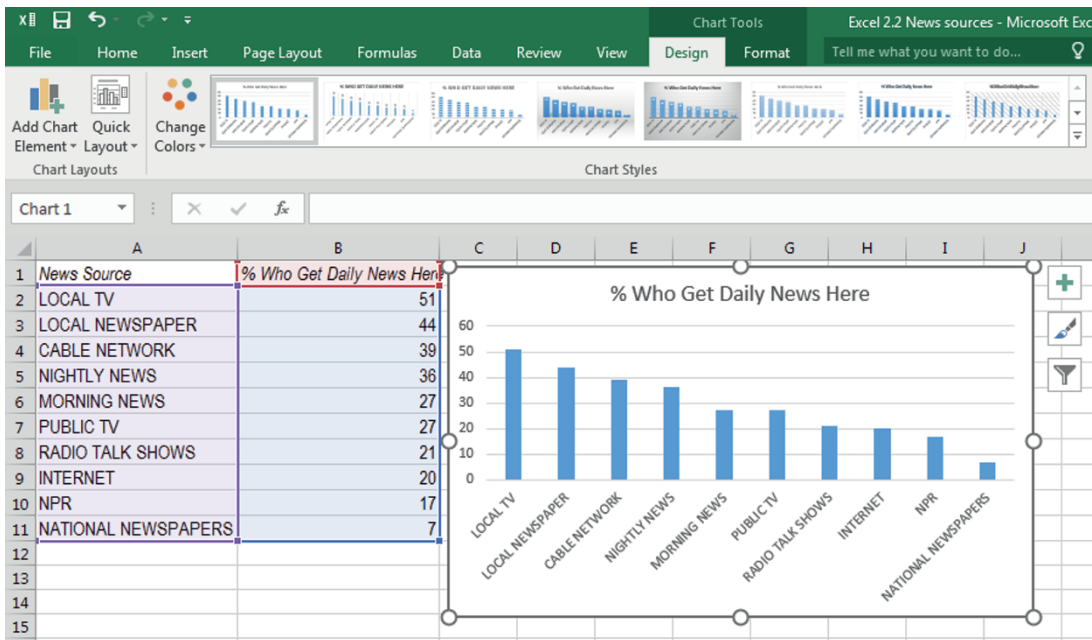 Chart Tools
Excel 2.2 News sources - Microsoft Exc
File Home Insert Page Layout Formulas Data Review View Design Format Tell me what you want to do...
Add Chart Element
Quick Layout
Change Colors
Chart Layouts
Chart Styles
Chart 1
fx
A B C D E F G H I J
1 News Source % Who Get Daily News Here
2 LOCAL TV 51
3 LOCAL NEWSPAPER 44
4 CABLE NETWORK 39
5 NIGHTLY NEWS 36
6 MORNING NEWS 27
7 PUBLIC TV 27
8 RADIO TALK SHOWS 21
9 INTERNET 20
10 NPR 17
11 NATIONAL NEWSPAPERS 7
12
13
14
15
% Who Get Daily News Here
60
50
40
30
20
10
0
LOCAL TV
LOCAL NEWSPAPER
CABLE NETWORK
NIGHTLY NEWS
MORNING NEWS
PUBLIC TV
RADIO TALK SHOWS
INTERNET
NPR
NATIONAL NEWSPAPERS